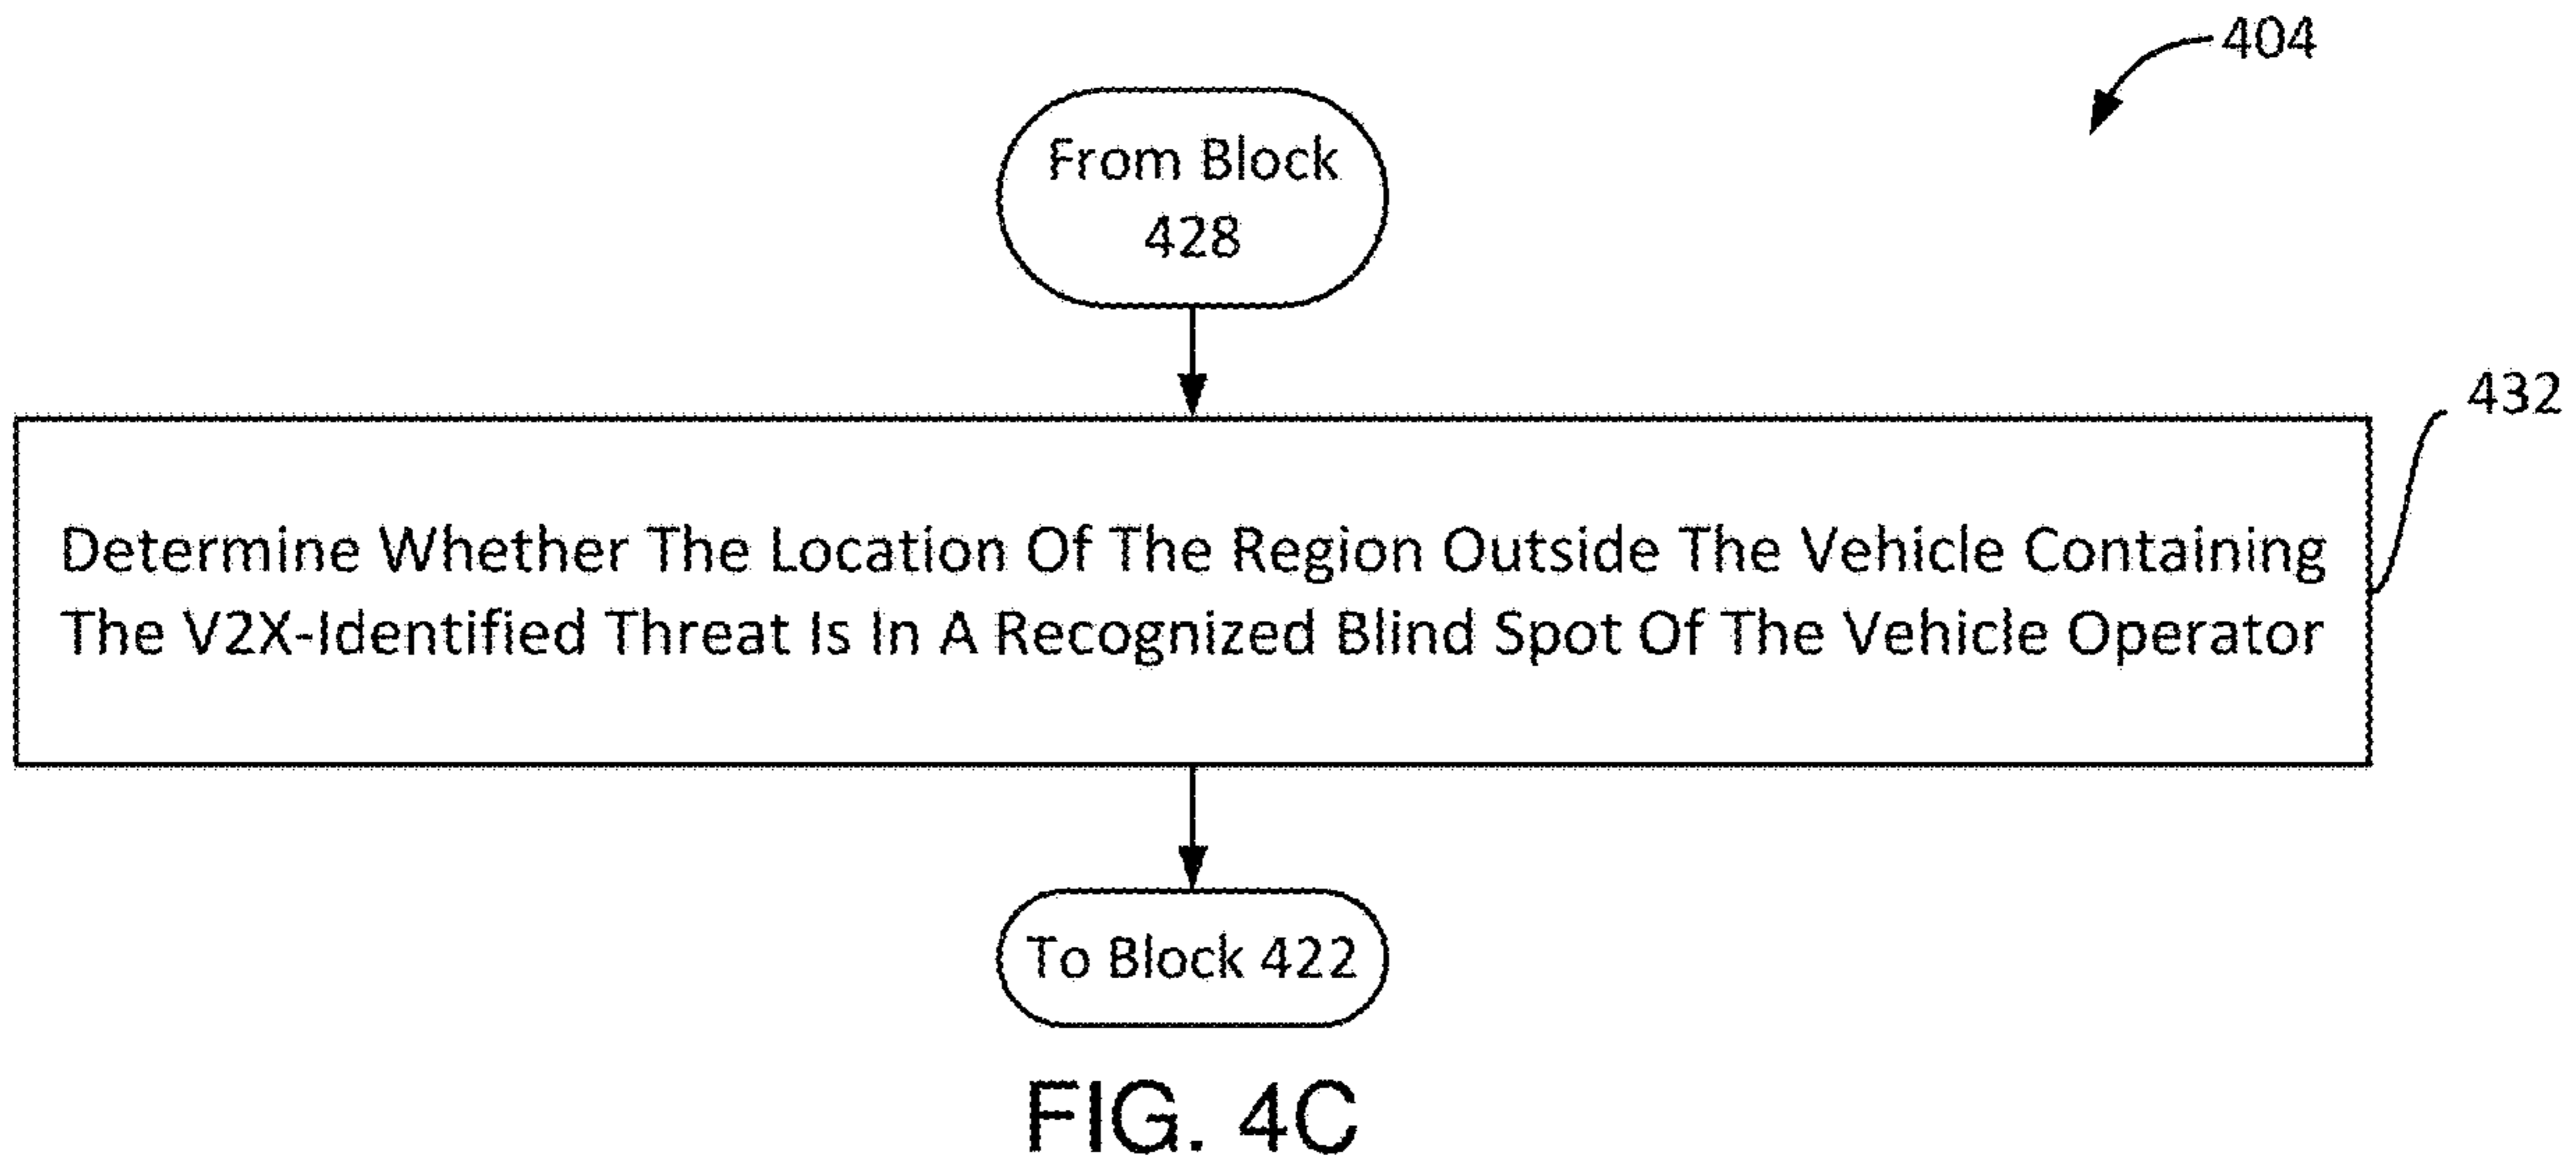 404
From Block
428
432
Determine Whether The Location Of The Region Outside The Vehicle Containing
The V2X-Identified Threat Is In A Recognized Blind Spot Of The Vehicle Operator
To Block 422
FIG. 4C